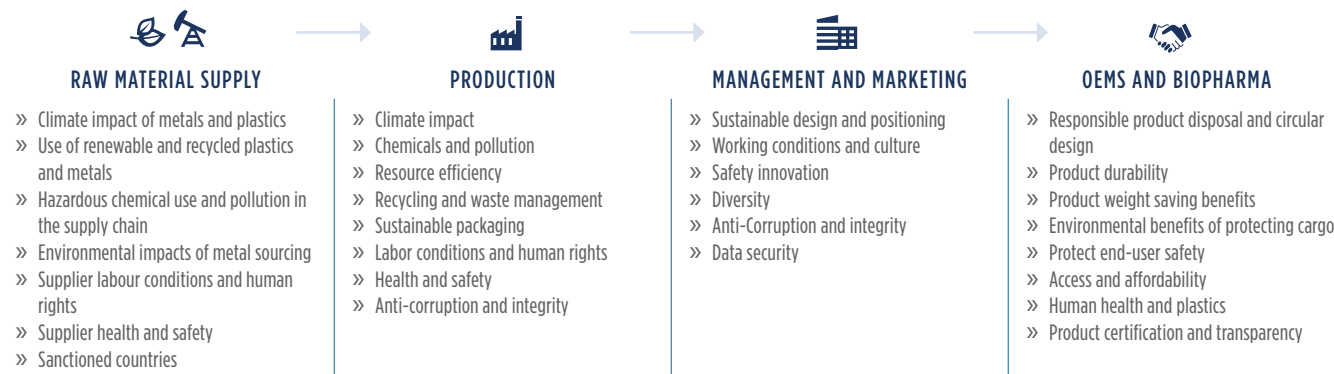 RAW MATERIAL SUPPLY
» Climate impact of metals and plastics
» Use of renewable and recycled plastics
and metals
» Hazardous chemical use and pollution in
the supply chain
» Environmental impacts of metal sourcing
» Supplier labour conditions and human
rights
» Supplier health and safety
» Sanctioned countries
PRODUCTION
» Climate impact
» Chemicals and pollution
» Resource efficiency
» Recycling and waste management
» Sustainable packaging
» Labor conditions and human rights
» Health and safety
» Anti-corruption and integrity
MANAGEMENT AND MARKETING
» Sustainable design and positioning
» Working conditions and culture
» Safety innovation
» Diversity
» Anti-Corruption and integrity
» Data security
OEMS AND BIOPHARMA
» Responsible product disposal and circular
design
» Product durability
» Product weight saving benefits
» Environmental benefits of protecting cargo
» Protect end-user safety
» Access and affordability
» Human health and plastics
» Product certification and transparency